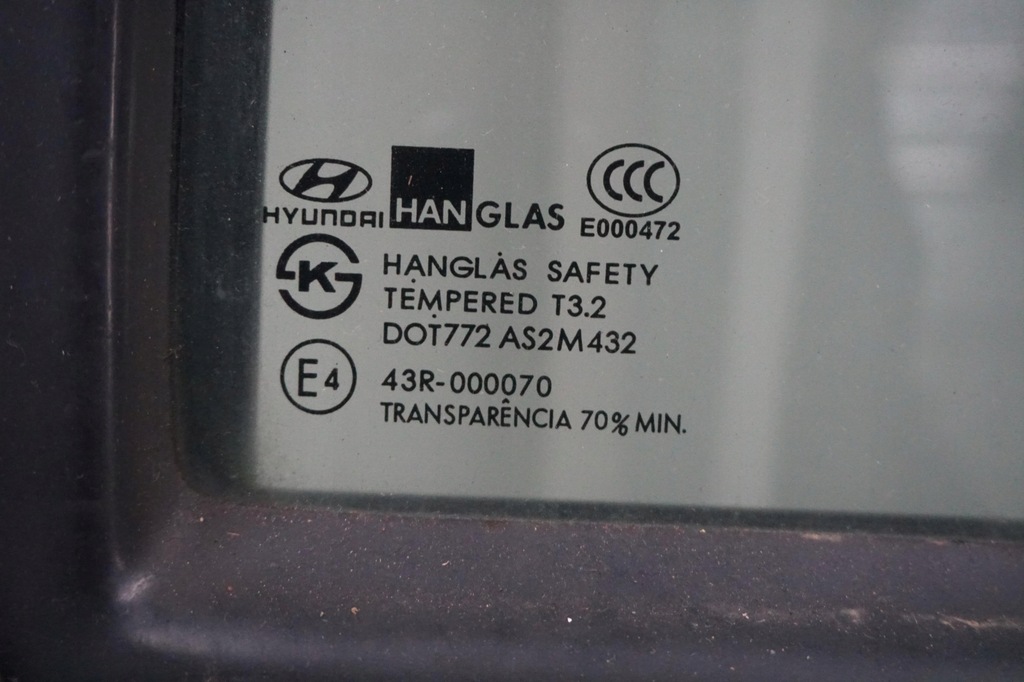 HYUNDAI HANGLAS CCC
E000472
K HANGLAS SAFETY
TEMPERED T3.2
DOT772 AS2M432
E4 43R-000070
TRANSPARÊNCIA 70% MIN.